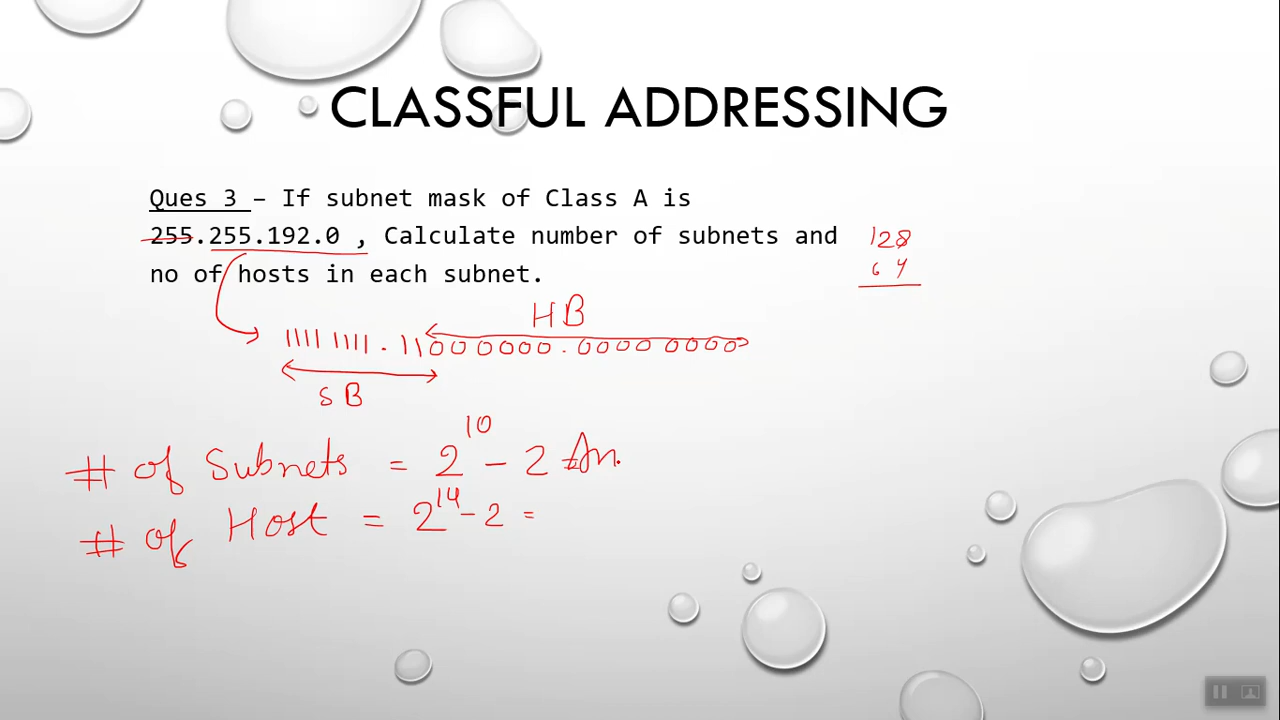 CLASSFUL ADDRESSING
Ques 3 – If subnet mask of Class A is
255.255.192.0 , Calculate number of subnets and
no of hosts in each subnet.
128
64
HB
11111111.11000000.00000000
SB
# of Subnets = 2^10 - 2 An.
# of Host = 2^14 - 2 =